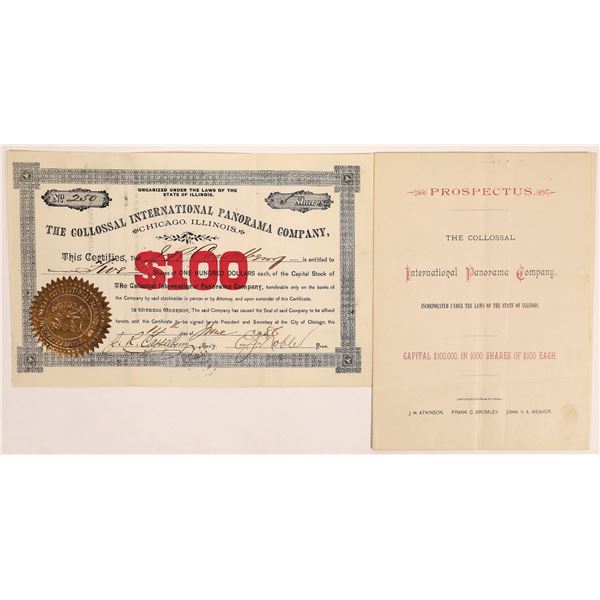 ORGANIZED UNDER THE LAWS OF THE
STATE OF ILLINOIS.
No. 250
5 Shares
THE COLLOSSAL INTERNATIONAL PANORAMA COMPANY,
CHICAGO, ILLINOIS.
This Certifies, That is entitled to
Five Shares of ONE HUNDRED DOLLARS each, of the Capital Stock of
$100
The Collossal International Panorama Company, transferable only on the books of
the Company by said stockholder in person or by Attorney, and upon surrender of this Certificate.
In Witness Whereof, The said Company has caused the Seal of said Company to be affixed
hereto, and this Certificate to be signed by its President and Secretary at the City of Chicago, this
day June 1886
Secy. Pres.
PROSPECTUS.
THE COLLOSSAL
International Panorama Company.
INCORPORATED UNDER THE LAWS OF THE STATE OF ILLINOIS.
CAPITAL $100,000, IN 1000 SHARES OF $100 EACH.
INCORPORATORS:
J. H. ATKINSON, FRANK C. BROMLEY, JOHN V. A. WEAVER.